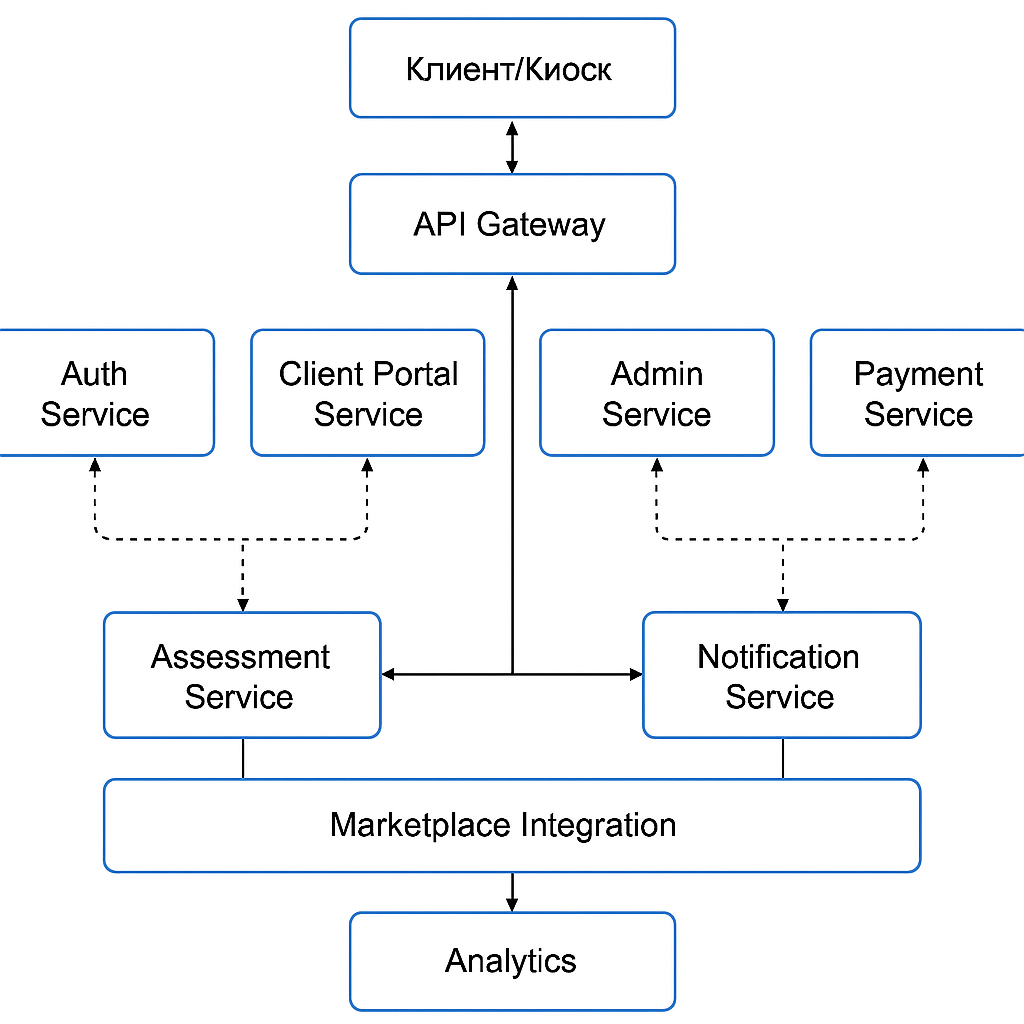 Клиент/Киоск
API Gateway
Auth
Service
Client Portal
Service
Admin
Service
Payment
Service
Assessment
Service
Notification
Service
Marketplace Integration
Analytics